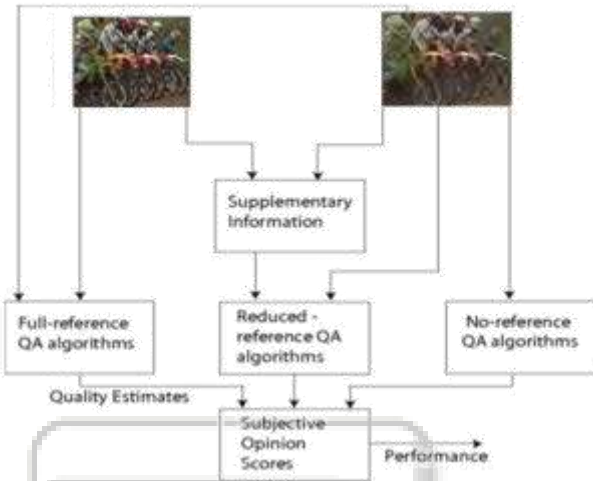 Supplementary
Information
Full-reference
QA algorithms
Reduced -
reference QA
algorithms
No-reference
QA algorithms
Quality Estimates
Subjective
Opinion
Scores
Performance